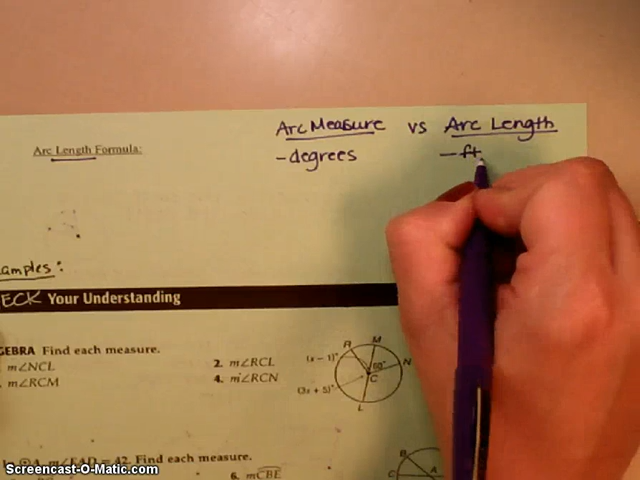 Arc Measure vs Arc Length
Arc Length Formula:
-degrees
-ft
amples:
ECK Your Understanding
GEBRA Find each measure.
m∠NCL
2. m∠RCL
m∠RCM
4. m∠RCN
R
M
(x − 1)°
60°
N
C
(3x + 5)°
L
In ⊙A, m∠EAD = 42. Find each measure.
6. mCBE
B
C
A
Screencast-O-Matic.com